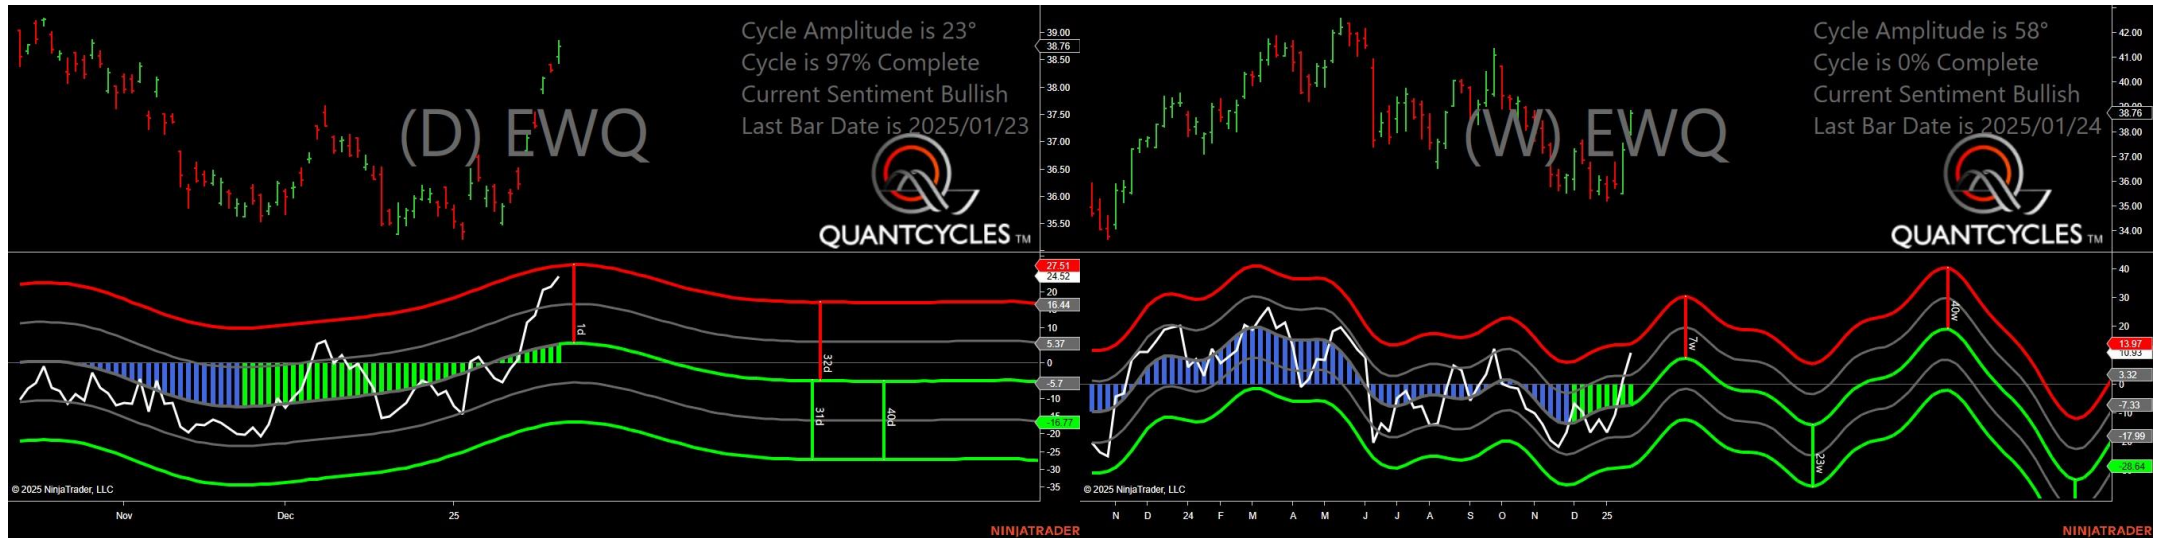 Cycle Amplitude is 23°
Cycle is 97% Complete
Current Sentiment Bullish
Last Bar Date is 2025/01/23
(D) EWQ
QUANTCYCLES TM
39.00
38.76
38.50
38.00
37.50
37.00
36.50
36.00
35.50
27.51
24.52
20
16.44
10
5.37
0
-5.7
-10
-16.77
-20
-25
-30
-35
1d
32d
31d
40d
© 2025 NinjaTrader, LLC
Nov
Dec
25
NINJATRADER
Cycle Amplitude is 58°
Cycle is 0% Complete
Current Sentiment Bullish
Last Bar Date is 2025/01/24
(W) EWQ
QUANTCYCLES TM
42.00
41.00
40.00
39.00
38.76
38.00
37.00
36.00
35.00
34.00
40
30
20
13.97
10.93
3.32
0
-7.33
-10
-17.99
-28.64
7w
23w
40w
© 2025 NinjaTrader, LLC
N D 24 F M A M J J A S O N D 25
NINJATRADER